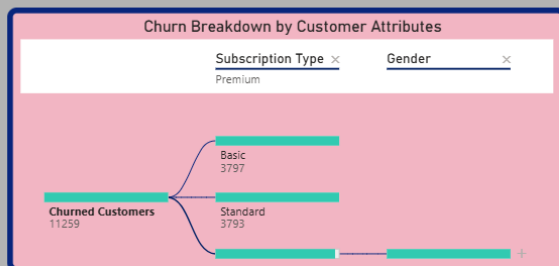 Churn Breakdown by Customer Attributes
Subscription Type ×
Gender ×
Premium
Basic
3797
Churned Customers
11259
Standard
3793
+